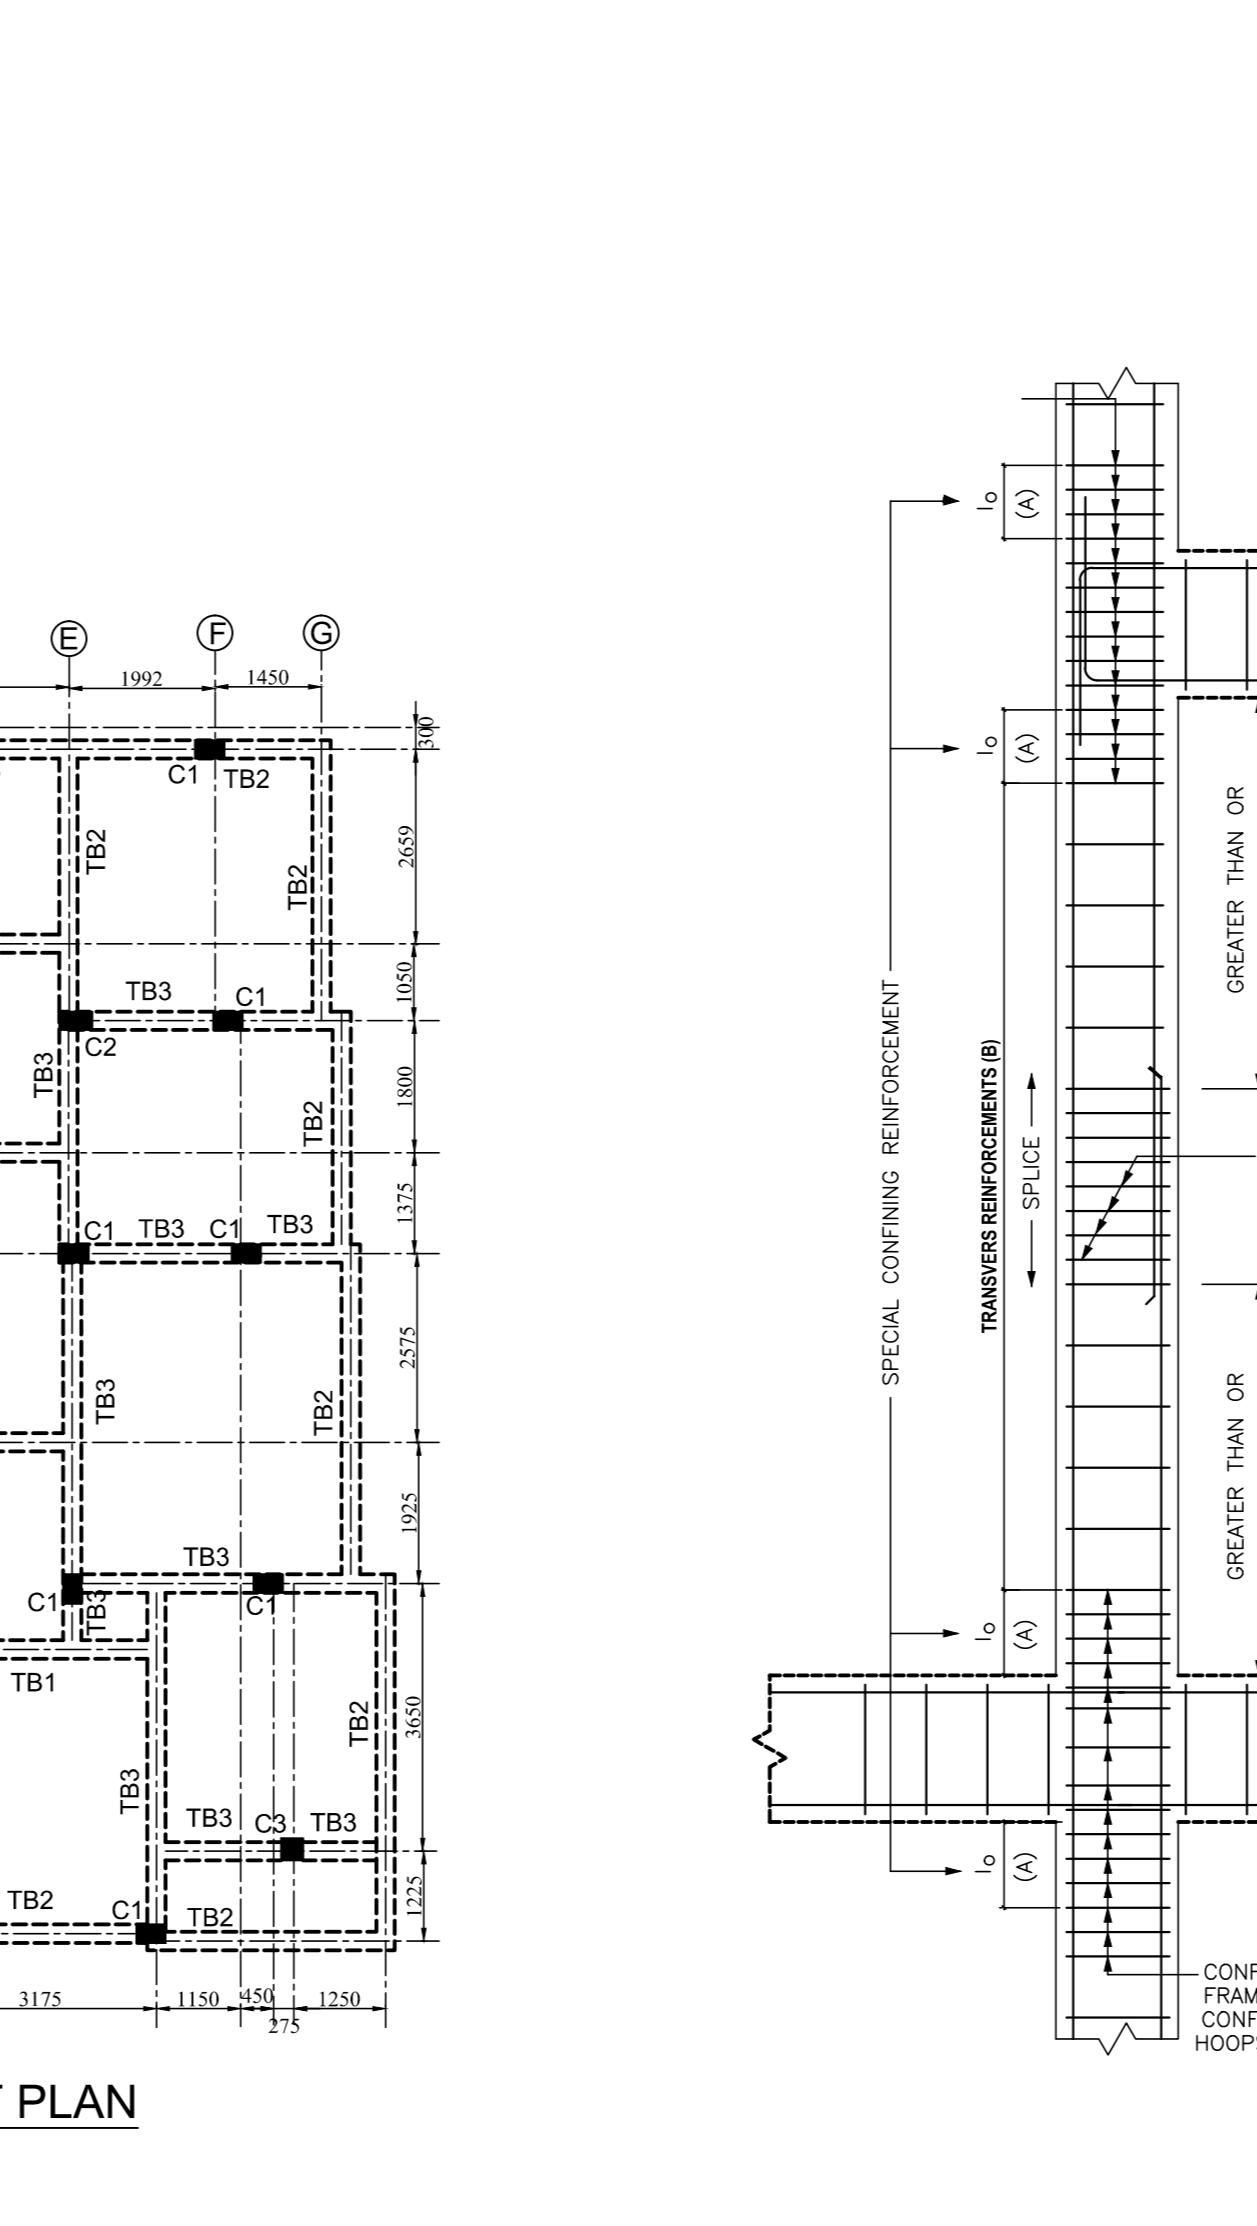 E
F
G
1992
1450
300
C1
TB2
TB2
TB2
2659
TB3
C1
1050
C2
TB3
1800
TB2
C1
TB3
C1
TB3
1375
TB3
TB2
2575
TB3
1925
C1
TB3
C1
TB1
TB2
3650
TB3
TB3
C3
TB3
TB2
C1
TB2
1225
3175
1150
450
275
1250
PLAN
lo
(A)
lo
(A)
SPECIAL CONFINING REINFORCEMENT
TRANSVERS REINFORCEMENTS (B)
SPLICE
GREATER THAN OR
GREATER THAN OR
lo
(A)
lo
(A)
CONF
FRAM
CONF
HOOPS